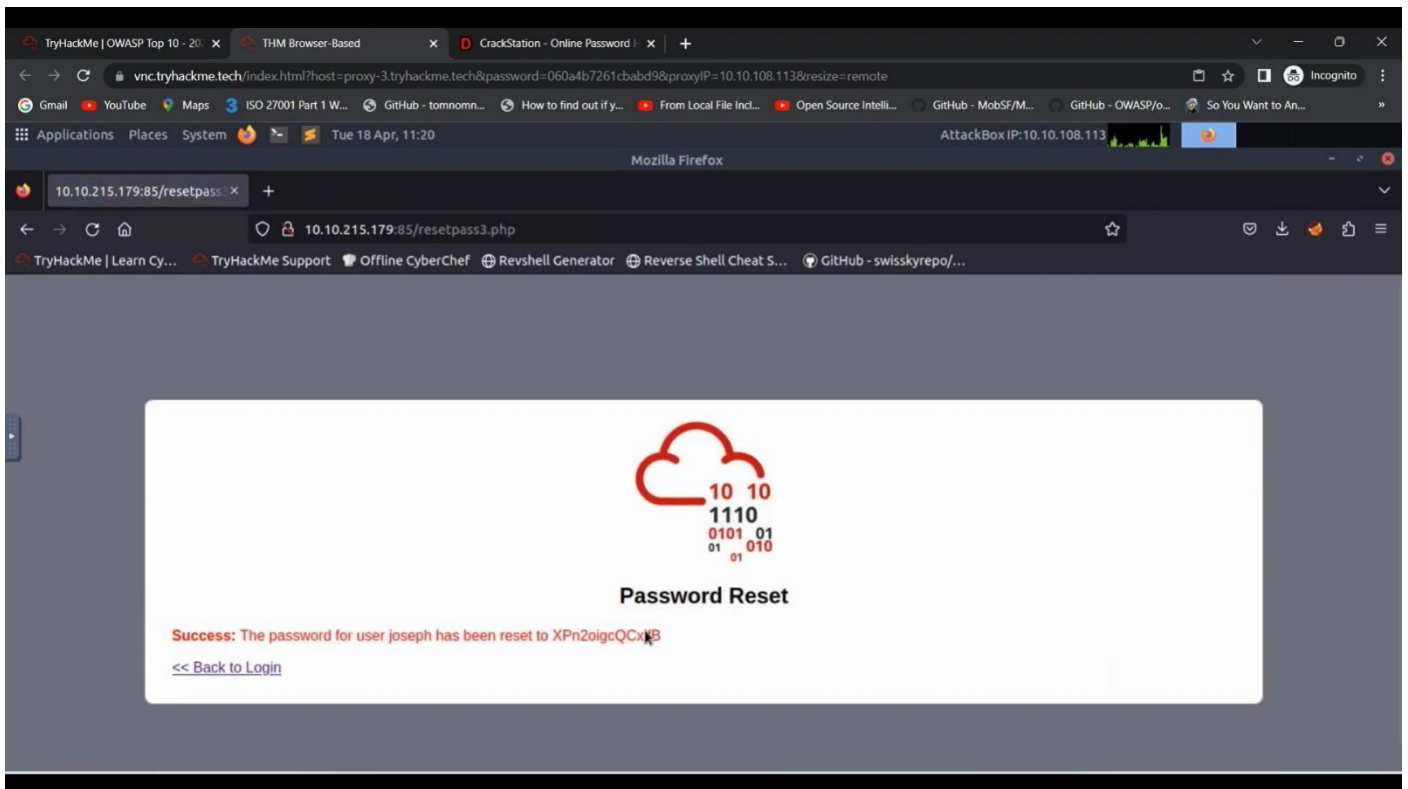 TryHackMe | OWASP Top 10 - 20
THM Browser-Based
CrackStation - Online Password
vnc.tryhackme.tech/index.html?host=proxy-3.tryhackme.tech&password=060a4b7261cbabd98&proxyIP=10.10.108.113&resize=remote
Incognito
Gmail YouTube Maps ISO 27001 Part 1 W... GitHub - tomnomn... How to find out if y... From Local File Incl... Open Source Intelli... GitHub - MobSF/M... GitHub - OWASP/o... So You Want to An... »
Applications Places System Tue 18 Apr, 11:20 AttackBox IP:10.10.108.113
Mozilla Firefox
10.10.215.179:85/resetpass
10.10.215.179:85/resetpass3.php
TryHackMe | Learn Cy... TryHackMe Support Offline CyberChef Revshell Generator Reverse Shell Cheat S... GitHub - swisskyrepo/...
10 10
1110
0101 01
01 010
01
Password Reset
Success: The password for user joseph has been reset to
<< Back to Login